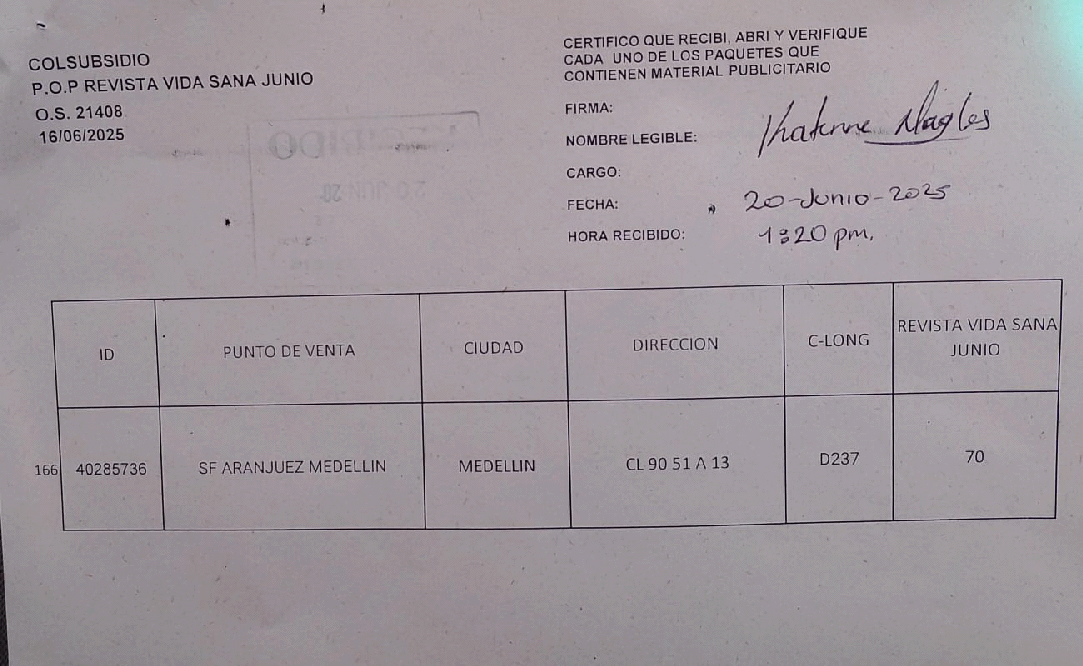 COLSUBSIDIO
P.O.P REVISTA VIDA SANA JUNIO
O.S. 21408
16/06/2025
CERTIFICO QUE RECIBI, ABRI Y VERIFIQUE
CADA UNO DE LOS PAQUETES QUE
CONTIENEN MATERIAL PUBLICITARIO
FIRMA:
NOMBRE LEGIBLE:
CARGO:
FECHA: 20-Junio-2025
HORA RECIBIDO: 1:20 pm.
ID PUNTO DE VENTA CIUDAD DIRECCION C-LONG REVISTA VIDA SANA JUNIO
166 40285736 SF ARANJUEZ MEDELLIN MEDELLIN CL 90 51 A 13 D237 70